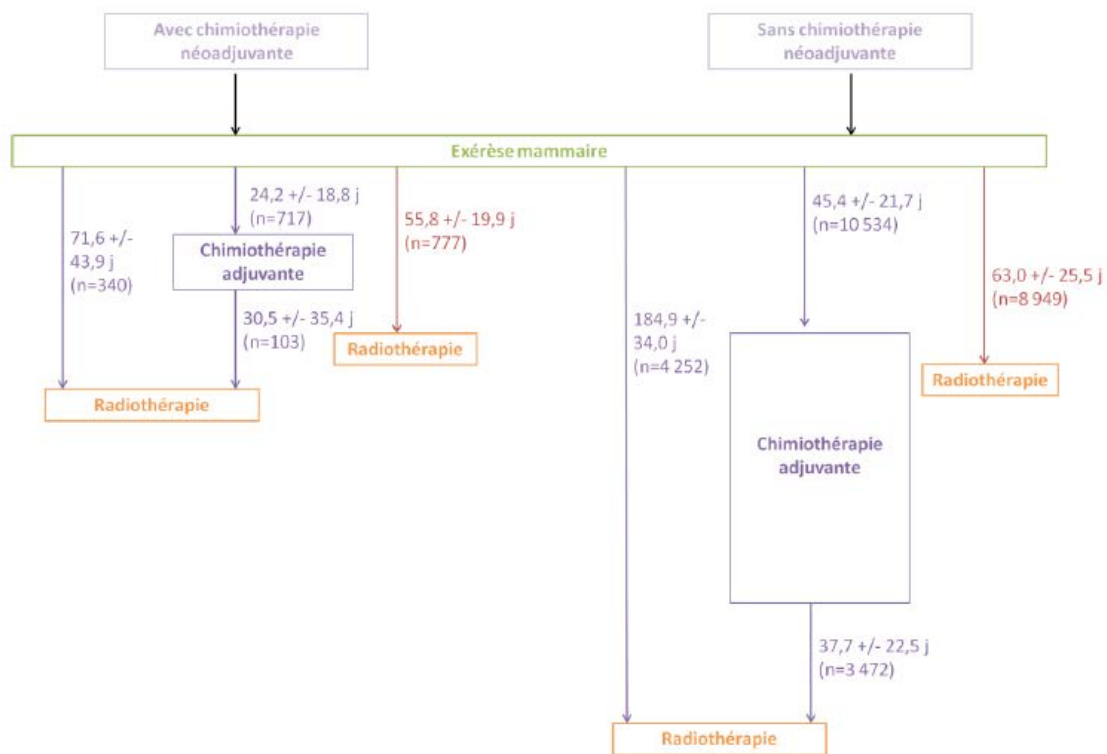 Avec chimiothérapie
néoadjuvante
Sans chimiothérapie
néoadjuvante
Exérèse mammaire
71,6 +/-
43,9 j
(n=340)
24,2 +/- 18,8 j
(n=717)
Chimiothérapie
adjuvante
30,5 +/- 35,4 j
(n=103)
Radiothérapie
55,8 +/- 19,9 j
(n=777)
Radiothérapie
184,9 +/-
34,0 j
(n=4 252)
45,4 +/- 21,7 j
(n=10 534)
Chimiothérapie
adjuvante
37,7 +/- 22,5 j
(n=3 472)
Radiothérapie
63,0 +/- 25,5 j
(n=8 949)
Radiothérapie